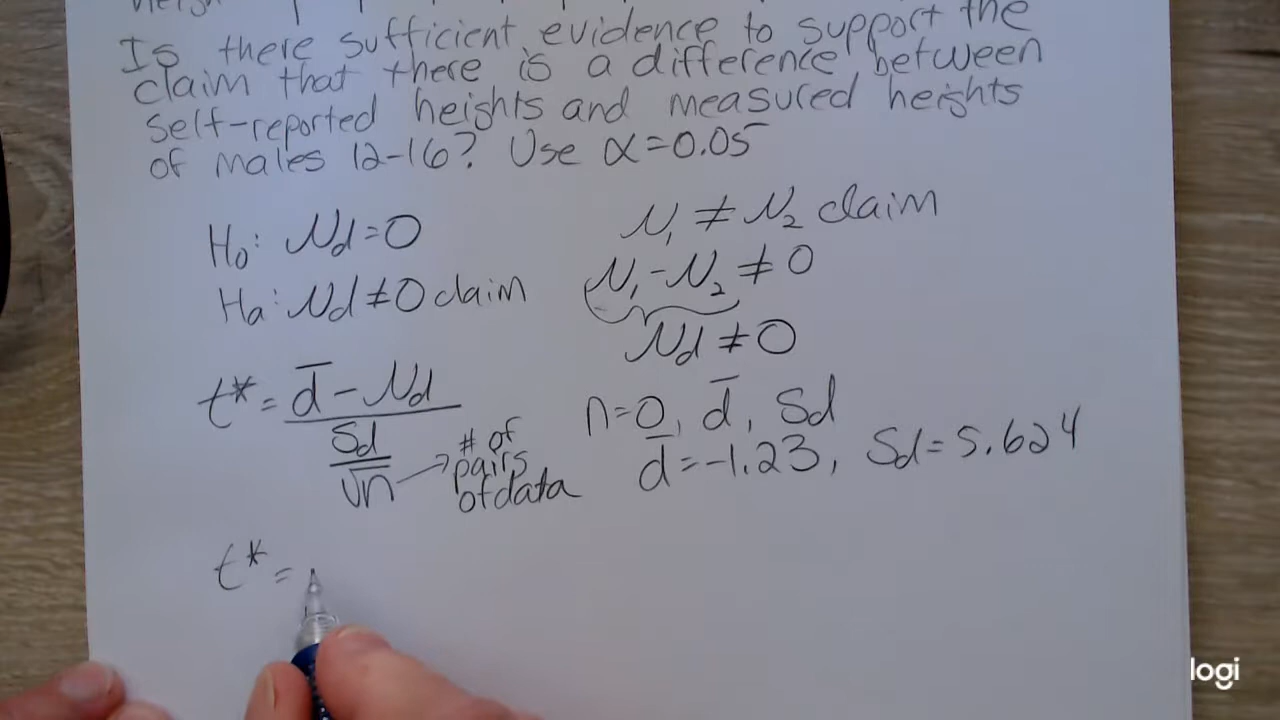 Is there sufficient evidence to support the
claim that there is a difference between
self-reported heights and measured heights
of males 12-16? Use α=0.05
H₀: μd=0
Ha: μd≠0 claim
μ₁ ≠ μ₂ claim
μ₁-μ₂ ≠ 0
μd ≠ 0
t* = d̄ - μd
sd
√n → # of
pairs
of data
n=0, d̄, Sd
d̄ = -1.23, Sd = 5.624
t* =
logi